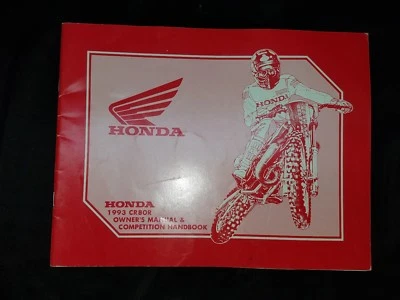 HONDA
HONDA
HONDA
1993 CR80R
OWNER'S MANUAL &
COMPETITION HANDBOOK